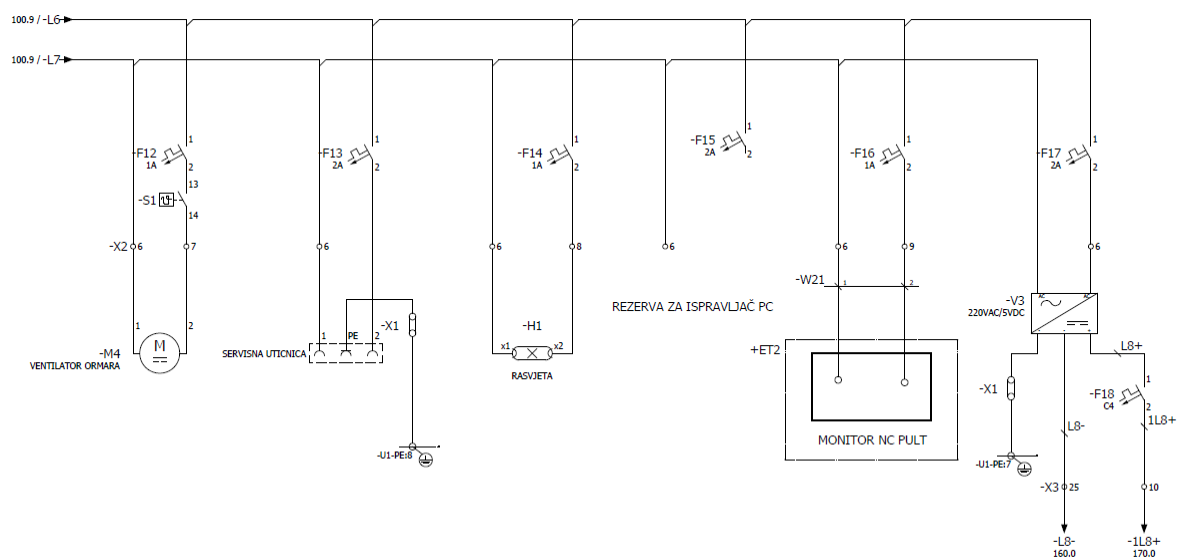 100.9 / -L6
100.9 / -L7
-F12
1A
1
2
-F13
2A
1
2
-F14
1A
1
2
-F15
2A
1
2
-F16
1A
1
2
-F17
2A
1
2
-S1
13
14
-X2
6
7
6
6
8
6
6
9
6
-W21
1
2
REZERVA ZA ISPRAVLJAČ PC
-V3
220VAC/5VDC
AC
AC
-
-
+
1
2
-M4
M
VENTILATOR ORMARA
SERVISNA UTICNICA
1
PE
2
-X1
-U1-PE:8
-H1
x1
x2
RASVJETA
+ET2
MONITOR NC PULT
-X1
-U1-PE:7
L8+
-F18
C4
1
2
L8-
1L8+
-X3
25
10
-L8-
160.0
-1L8+
170.0